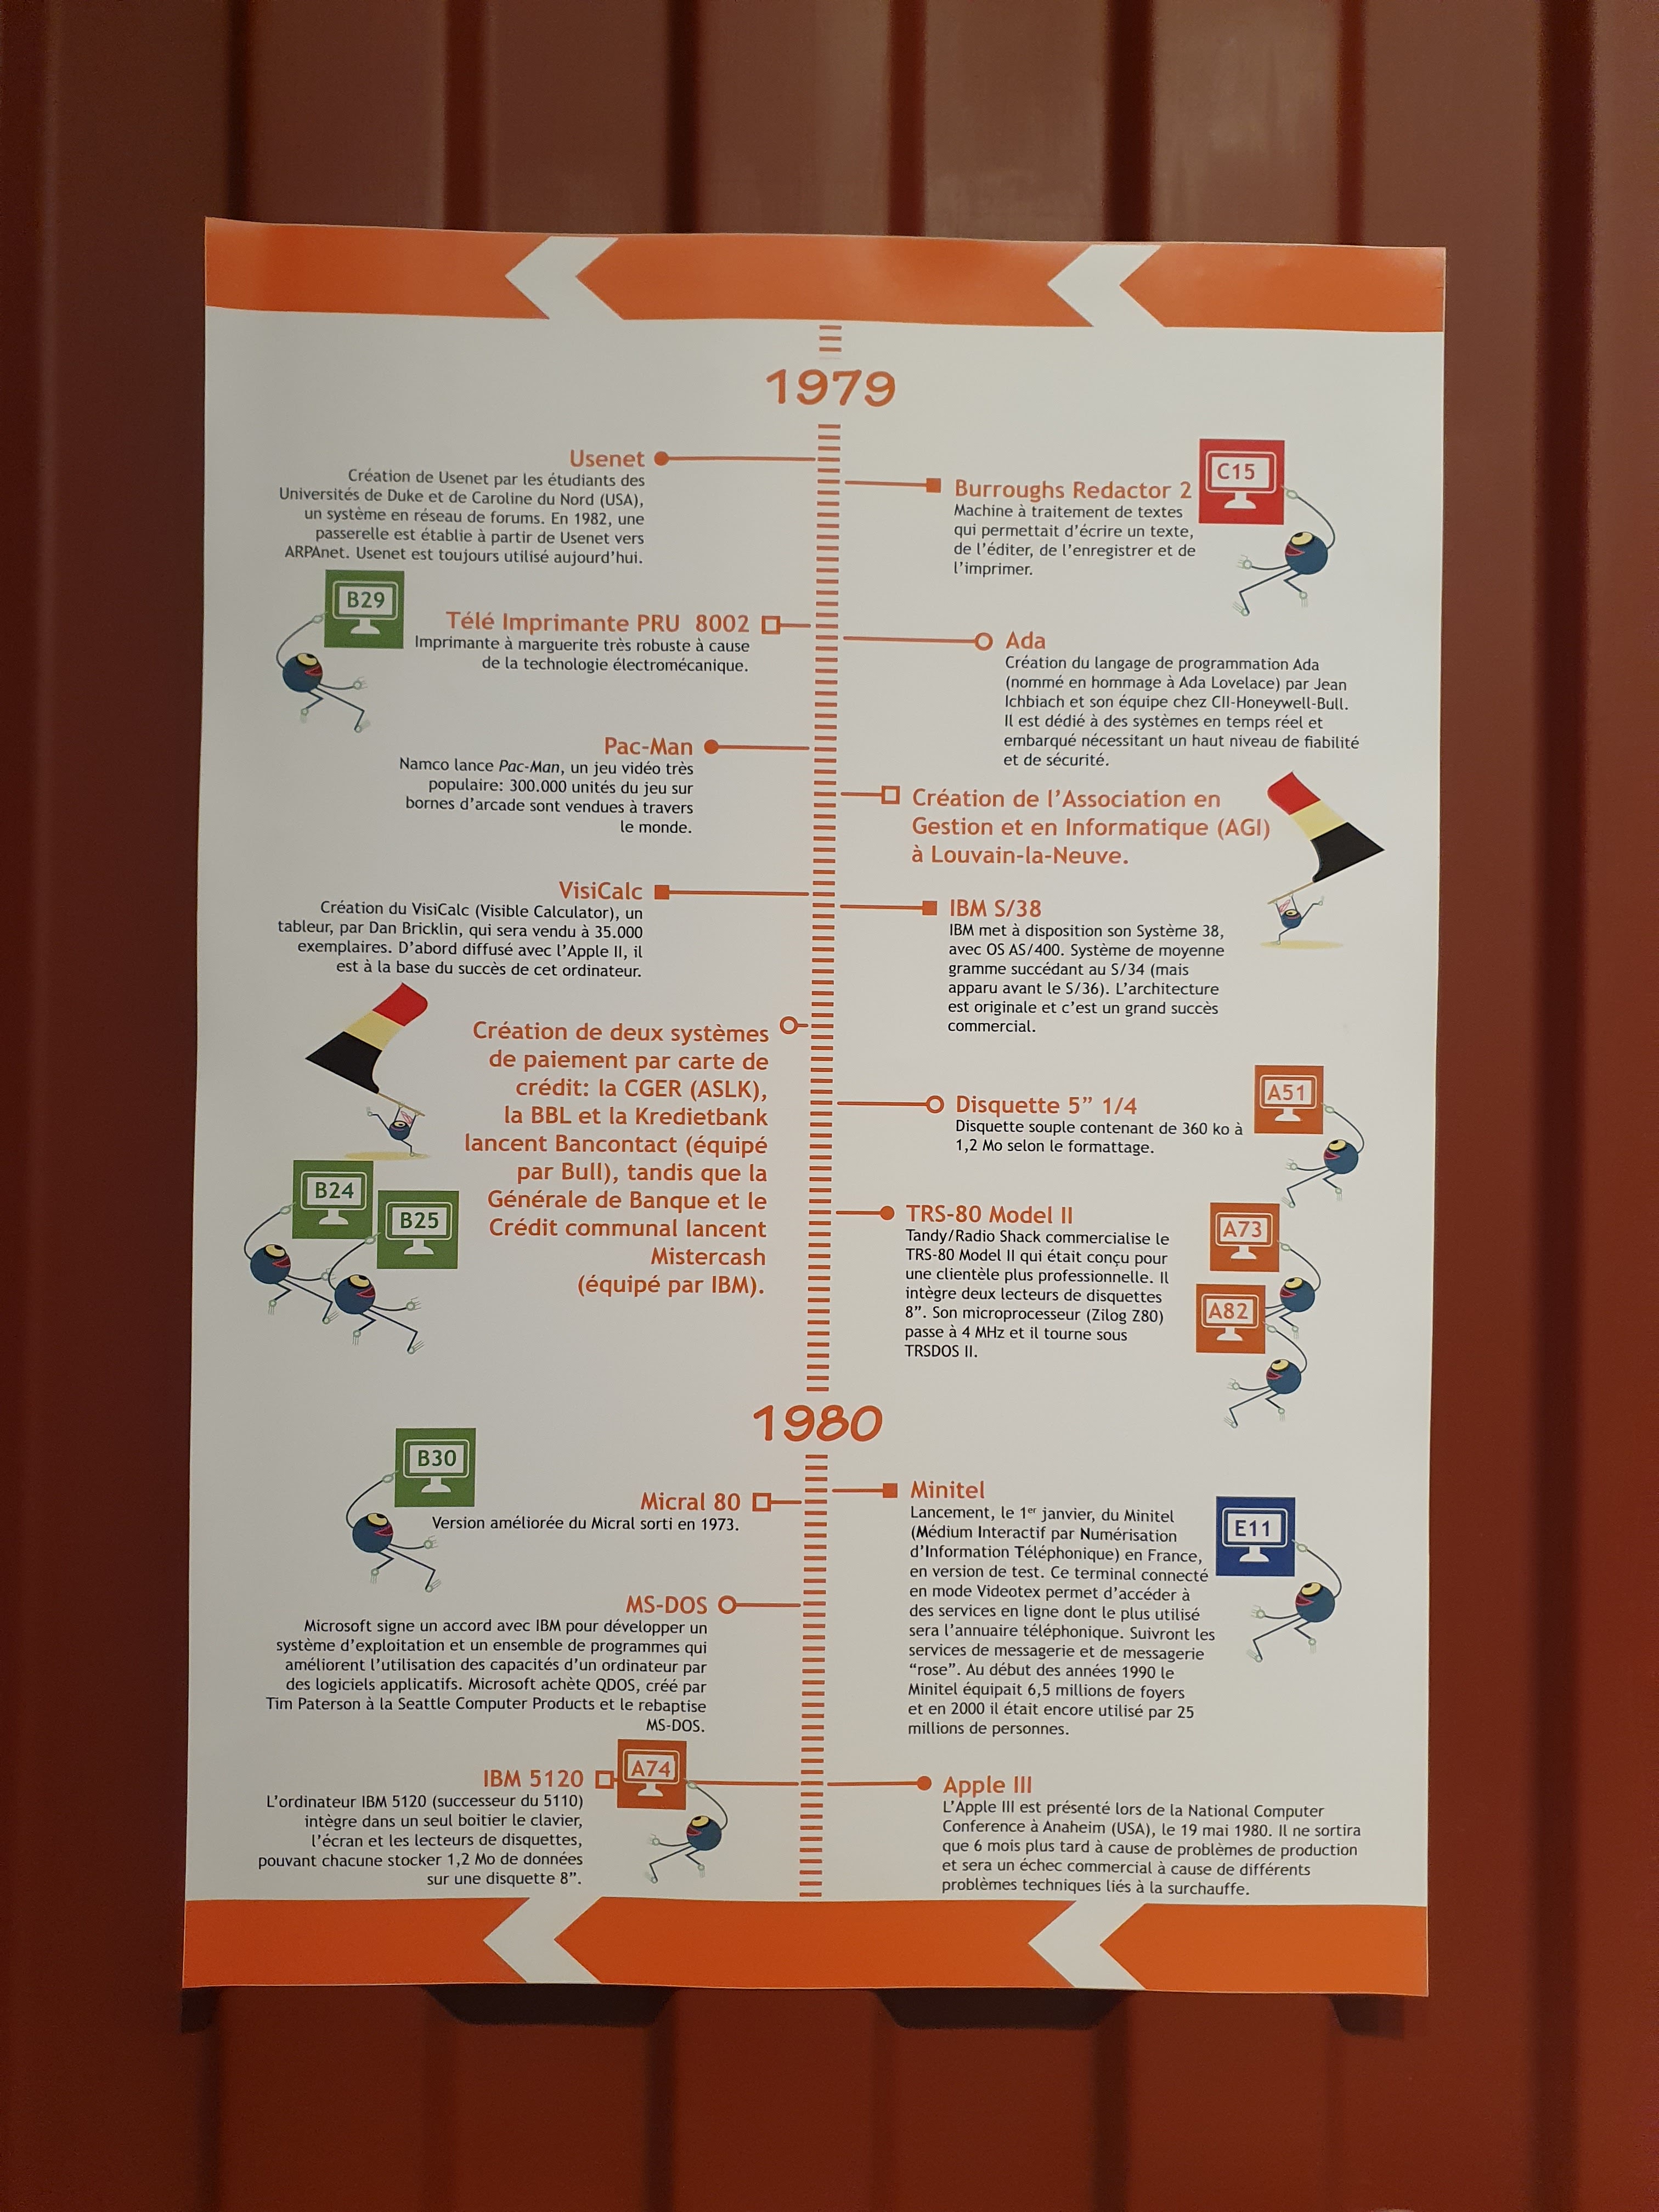 1979
Usenet
Création de Usenet par les étudiants des
Universités de Duke et de Caroline du Nord (USA),
un système en réseau de forums. En 1982, une
passerelle est établie à partir de Usenet vers
ARPAnet. Usenet est toujours utilisé aujourd'hui.
C15
Burroughs Redactor 2
Machine à traitement de textes
qui permettait d'écrire un texte,
de l'éditer, de l'enregistrer et de
l'imprimer.
B29
Télé Imprimante PRU 8002
Imprimante à marguerite très robuste à cause
de la technologie électromécanique.
Ada
Création du langage de programmation Ada
(nommé en hommage à Ada Lovelace) par Jean
Ichbiach et son équipe chez CII-Honeywell-Bull.
Il est dédié à des systèmes en temps réel et
embarqué nécessitant un haut niveau de fiabilité
et de sécurité.
Pac-Man
Namco lance Pac-Man, un jeu vidéo très
populaire: 300.000 unités du jeu sur
bornes d'arcade sont vendues à travers
le monde.
Création de l'Association en
Gestion et en Informatique (AGI)
à Louvain-la-Neuve.
VisiCalc
Création du VisiCalc (Visible Calculator), un
tableur, par Dan Bricklin, qui sera vendu à 35.000
exemplaires. D'abord diffusé avec l'Apple II, il
est à la base du succès de cet ordinateur.
IBM S/38
IBM met à disposition son Système 38,
avec OS AS/400. Système de moyenne
gramme succédant au S/34 (mais
apparu avant le S/36). L'architecture
est originale et c'est un grand succès
commercial.
Création de deux systèmes
de paiement par carte de
crédit: la CGER (ASLK),
la BBL et la Kredietbank
lancent Bancontact (équipé
par Bull), tandis que la
Générale de Banque et le
Crédit communal lancent
Mistercash
(équipé par IBM).
B24
B25
Disquette 5” 1/4
Disquette souple contenant de 360 ko à
1,2 Mo selon le formattage.
A51
TRS-80 Model II
Tandy/Radio Shack commercialise le
TRS-80 Model II qui était conçu pour
une clientèle plus professionnelle. Il
intègre deux lecteurs de disquettes
8”. Son microprocesseur (Zilog Z80)
passe à 4 MHz et il tourne sous
TRSDOS II.
A73
A82
1980
B30
Micral 80
Version améliorée du Micral sorti en 1973.
Minitel
Lancement, le 1er janvier, du Minitel
(Médium Interactif par Numérisation
d'Information Téléphonique) en France,
en version de test. Ce terminal connecté
en mode Videotex permet d'accéder à
des services en ligne dont le plus utilisé
sera l'annuaire téléphonique. Suivront les
services de messagerie et de messagerie
“rose”. Au début des années 1990 le
Minitel équipait 6,5 millions de foyers
et en 2000 il était encore utilisé par 25
millions de personnes.
E11
MS-DOS
Microsoft signe un accord avec IBM pour développer un
système d'exploitation et un ensemble de programmes qui
améliorent l'utilisation des capacités d'un ordinateur par
des logiciels applicatifs. Microsoft achète QDOS, créé par
Tim Paterson à la Seattle Computer Products et le rebaptise
MS-DOS.
IBM 5120
A74
L'ordinateur IBM 5120 (successeur du 5110)
intègre dans un seul boitier le clavier,
l'écran et les lecteurs de disquettes,
pouvant chacune stocker 1,2 Mo de données
sur une disquette 8”.
Apple III
L'Apple III est présenté lors de la National Computer
Conference à Anaheim (USA), le 19 mai 1980. Il ne sortira
que 6 mois plus tard à cause de problèmes de production
et sera un échec commercial à cause de différents
problèmes techniques liés à la surchauffe.